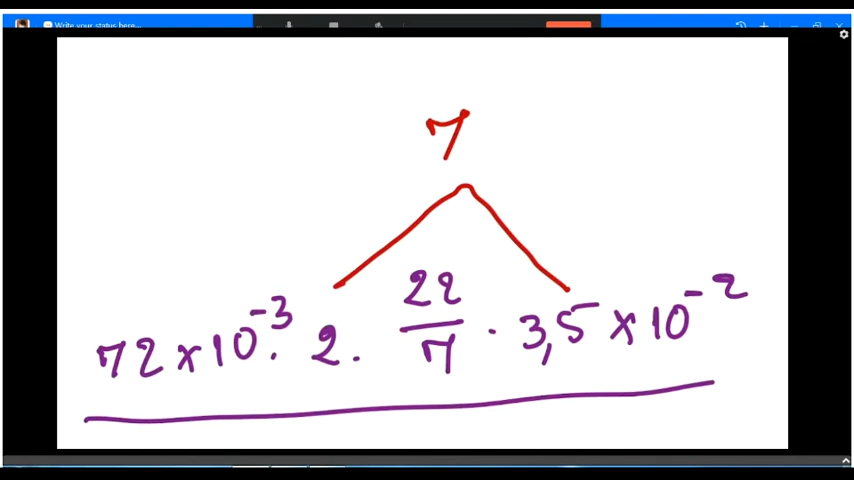 Write your status here...
7
72 x 10⁻³ . 2 . 22/7 . 3,5 x 10⁻²